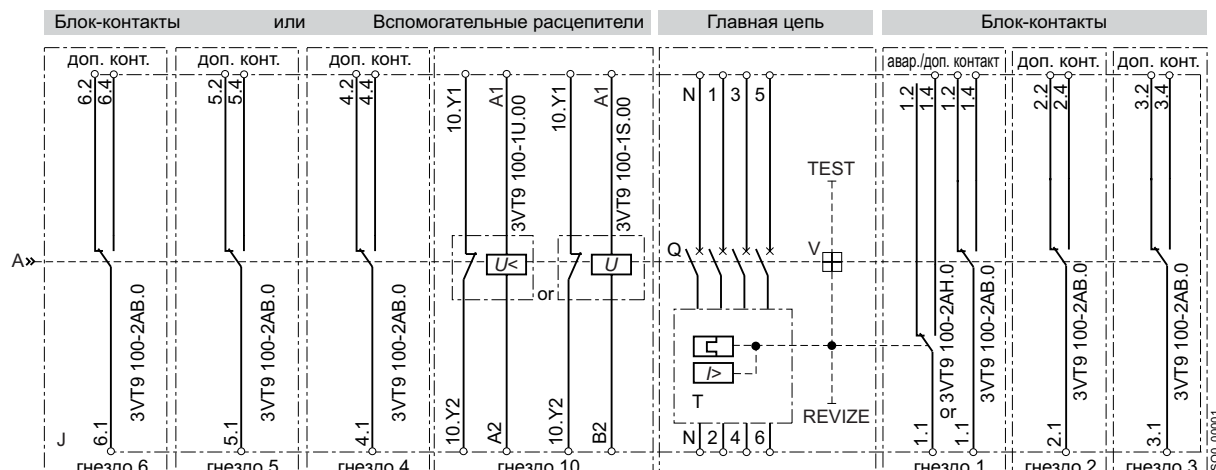 Блок-контакты или Вспомогательные расцепители Главная цепь Блок-контакты
доп. конт. доп. конт. доп. конт. авар./доп. контакт доп. конт. доп. конт.
6.2 6.4 5.2 5.4 4.2 4.4 10.Y1 A1 10.Y1 A1 N 1 3 5 1.2 1.4 1.2 1.4 2.2 2.4 3.2 3.4
3VT9 100-1U.00 3VT9 100-1S.00
TEST
A» U< U Q V
or
3VT9 100-2AB.0 3VT9 100-2AB.0 3VT9 100-2AB.0 3VT9 100-2AH.0 3VT9 100-2AB.0 3VT9 100-2AB.0 3VT9 100-2AB.0
I>
T
REVIZE or
J 6.1 5.1 4.1 10.Y2 A2 10.Y2 B2 N 2 4 6 1.1 1.1 2.1 3.1
гнездо 6 гнездо 5 гнездо 4 гнездо 10 гнездо 1 гнездо 2 гнездо 3